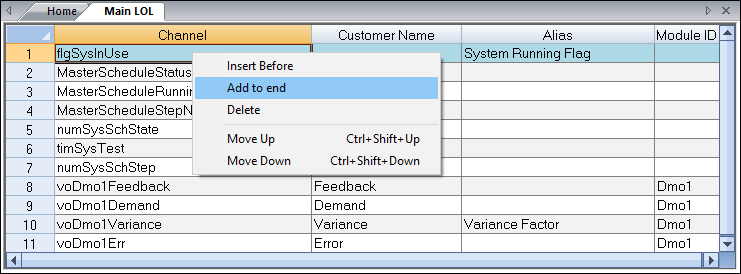 Home Main LOL
Channel Customer Name Alias Module ID
1 flgSysInUse System Running Flag
2 MasterScheduleStatus
3 MasterScheduleRunnin
4 MasterScheduleStepN
5 numSysSchState
6 timSysTest
7 numSysSchStep
Insert Before
Add to end
Delete
Move Up Ctrl+Shift+Up
Move Down Ctrl+Shift+Down
8 voDmo1Feedback Feedback Dmo1
9 voDmo1Demand Demand Dmo1
10 voDmo1Variance Variance Variance Factor Dmo1
11 voDmo1Err Error Dmo1